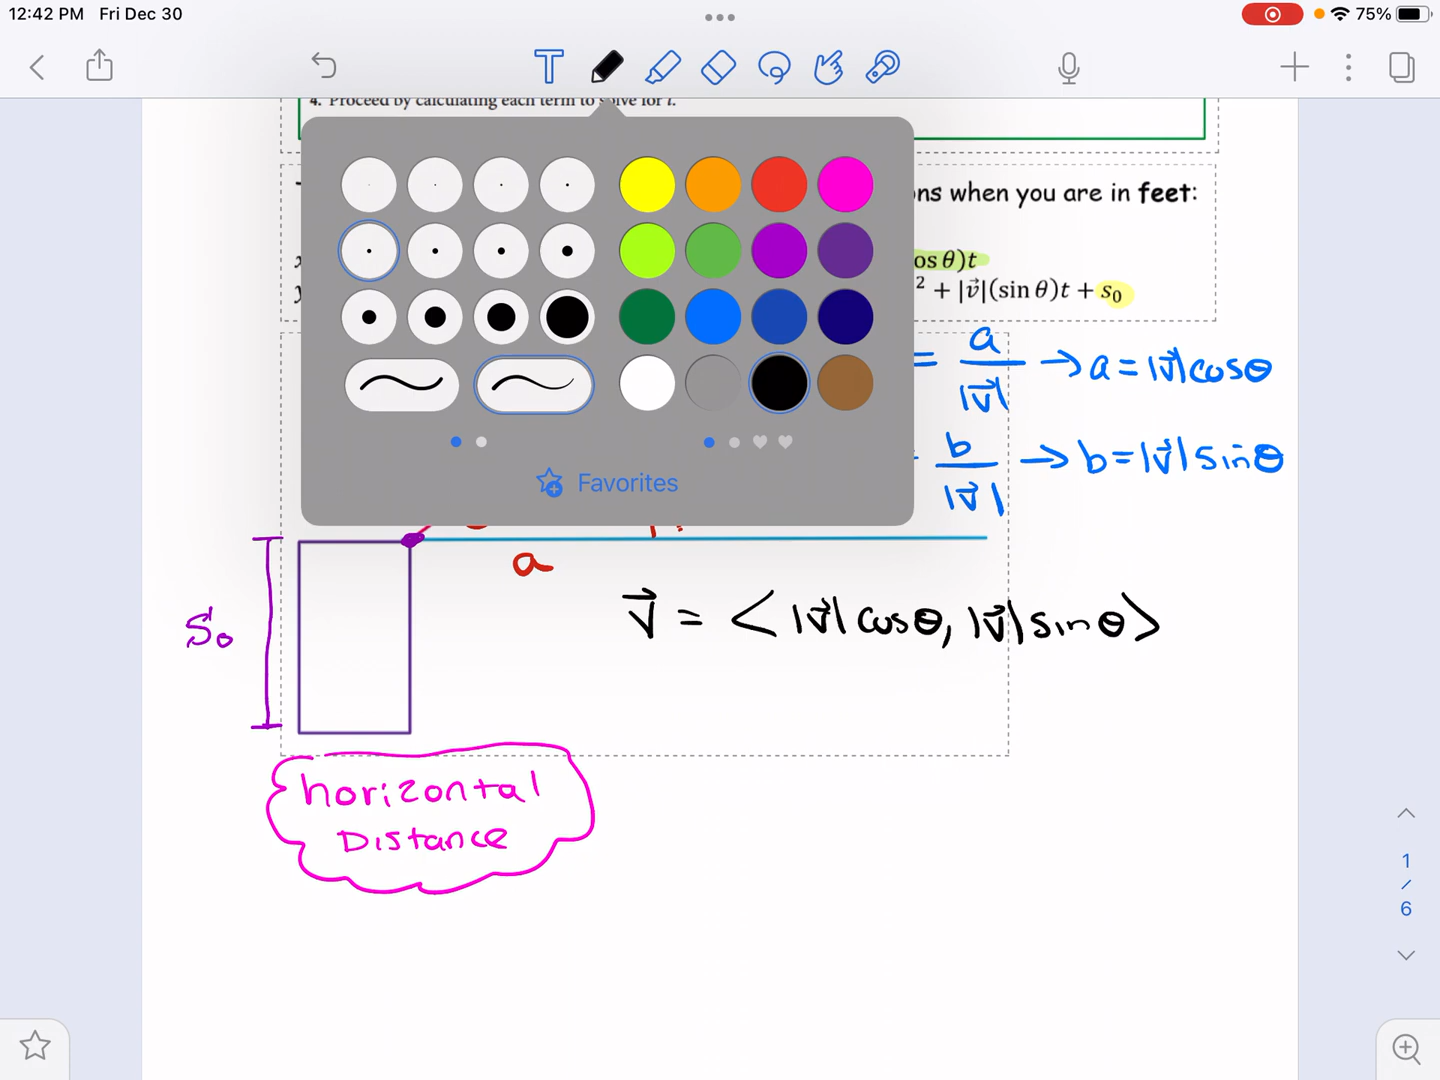 12:42 PM Fri Dec 30
75%
T
4. Proceed by calculating each term to solve for t.
ns when you are in feet:
os θ)t
² + |v⃗|(sin θ)t + s₀
= a/|v⃗| → a = |v⃗|cosθ
b/|v⃗| → b = |v⃗|sinθ
Favorites
a
S₀
v⃗ = <|v⃗|cosθ, |v⃗|sinθ>
horizontal
Distance
1
/
6